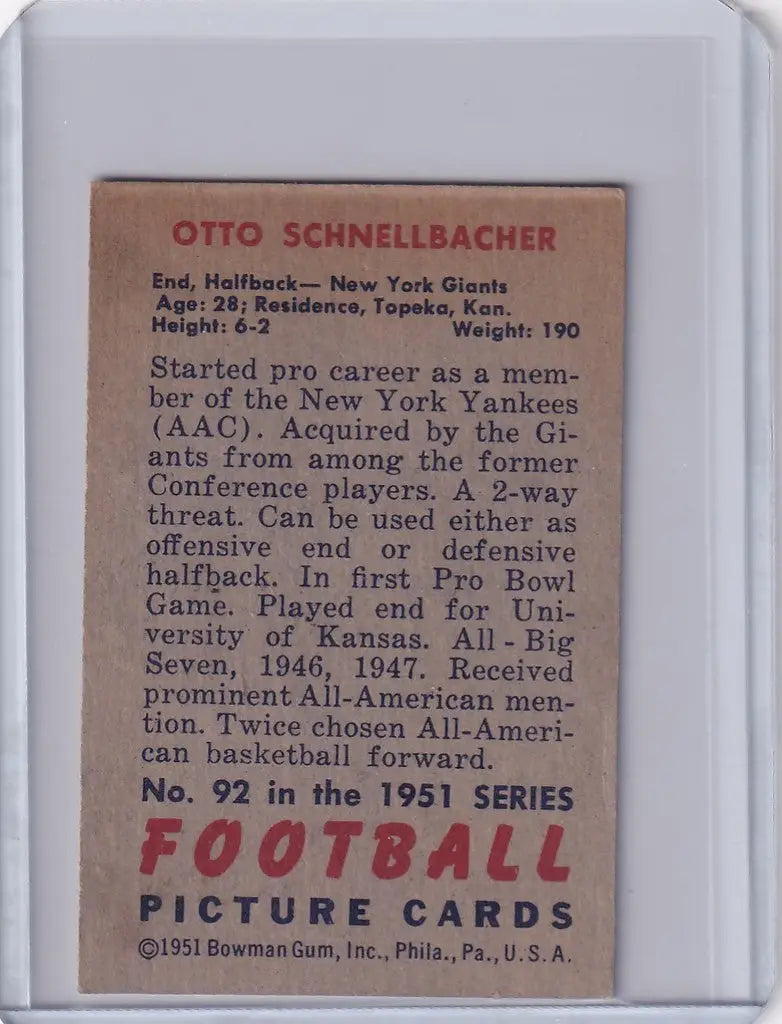 OTTO SCHNELLBACHER
End, Halfback— New York Giants
Age: 28; Residence, Topeka, Kan.
Height: 6-2 Weight: 190
Started pro career as a mem-
ber of the New York Yankees
(AAC). Acquired by the Gi-
ants from among the former
Conference players. A 2-way
threat. Can be used either as
offensive end or defensive
halfback. In first Pro Bowl
Game. Played end for Uni-
versity of Kansas. All - Big
Seven, 1946, 1947. Received
prominent All-American men-
tion. Twice chosen All-Ameri-
can basketball forward.
No. 92 in the 1951 SERIES
FOOTBALL
PICTURE CARDS
©1951 Bowman Gum, Inc., Phila., Pa., U.S.A.